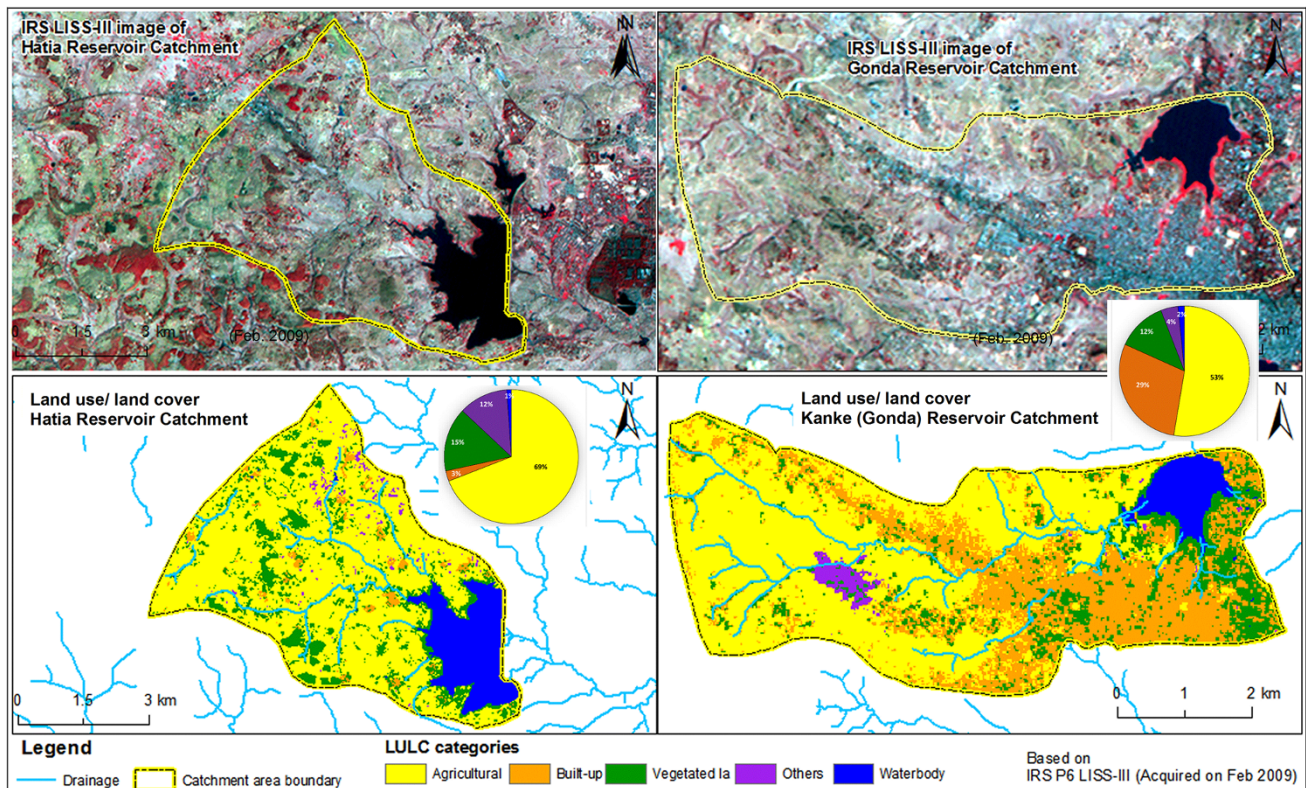 IRS LISS-III image of
Hatia Reservoir Catchment
N
0 1.5 3 km
(Feb. 2009)
IRS LISS-III image of
Gonda Reservoir Catchment
N
(Feb. 2009)
2 km
Land use/ land cover
Hatia Reservoir Catchment
1%
12%
15%
3%
69%
N
0 1.5 3 km
Land use/ land cover
Kanke (Gonda) Reservoir Catchment
2%
4%
12%
29%
53%
N
0 1 2 km
Legend
Drainage
Catchment area boundary
LULC categories
Agricultural
Built-up
Vegetated la
Others
Waterbody
Based on
IRS P6 LISS-III (Acquired on Feb 2009)